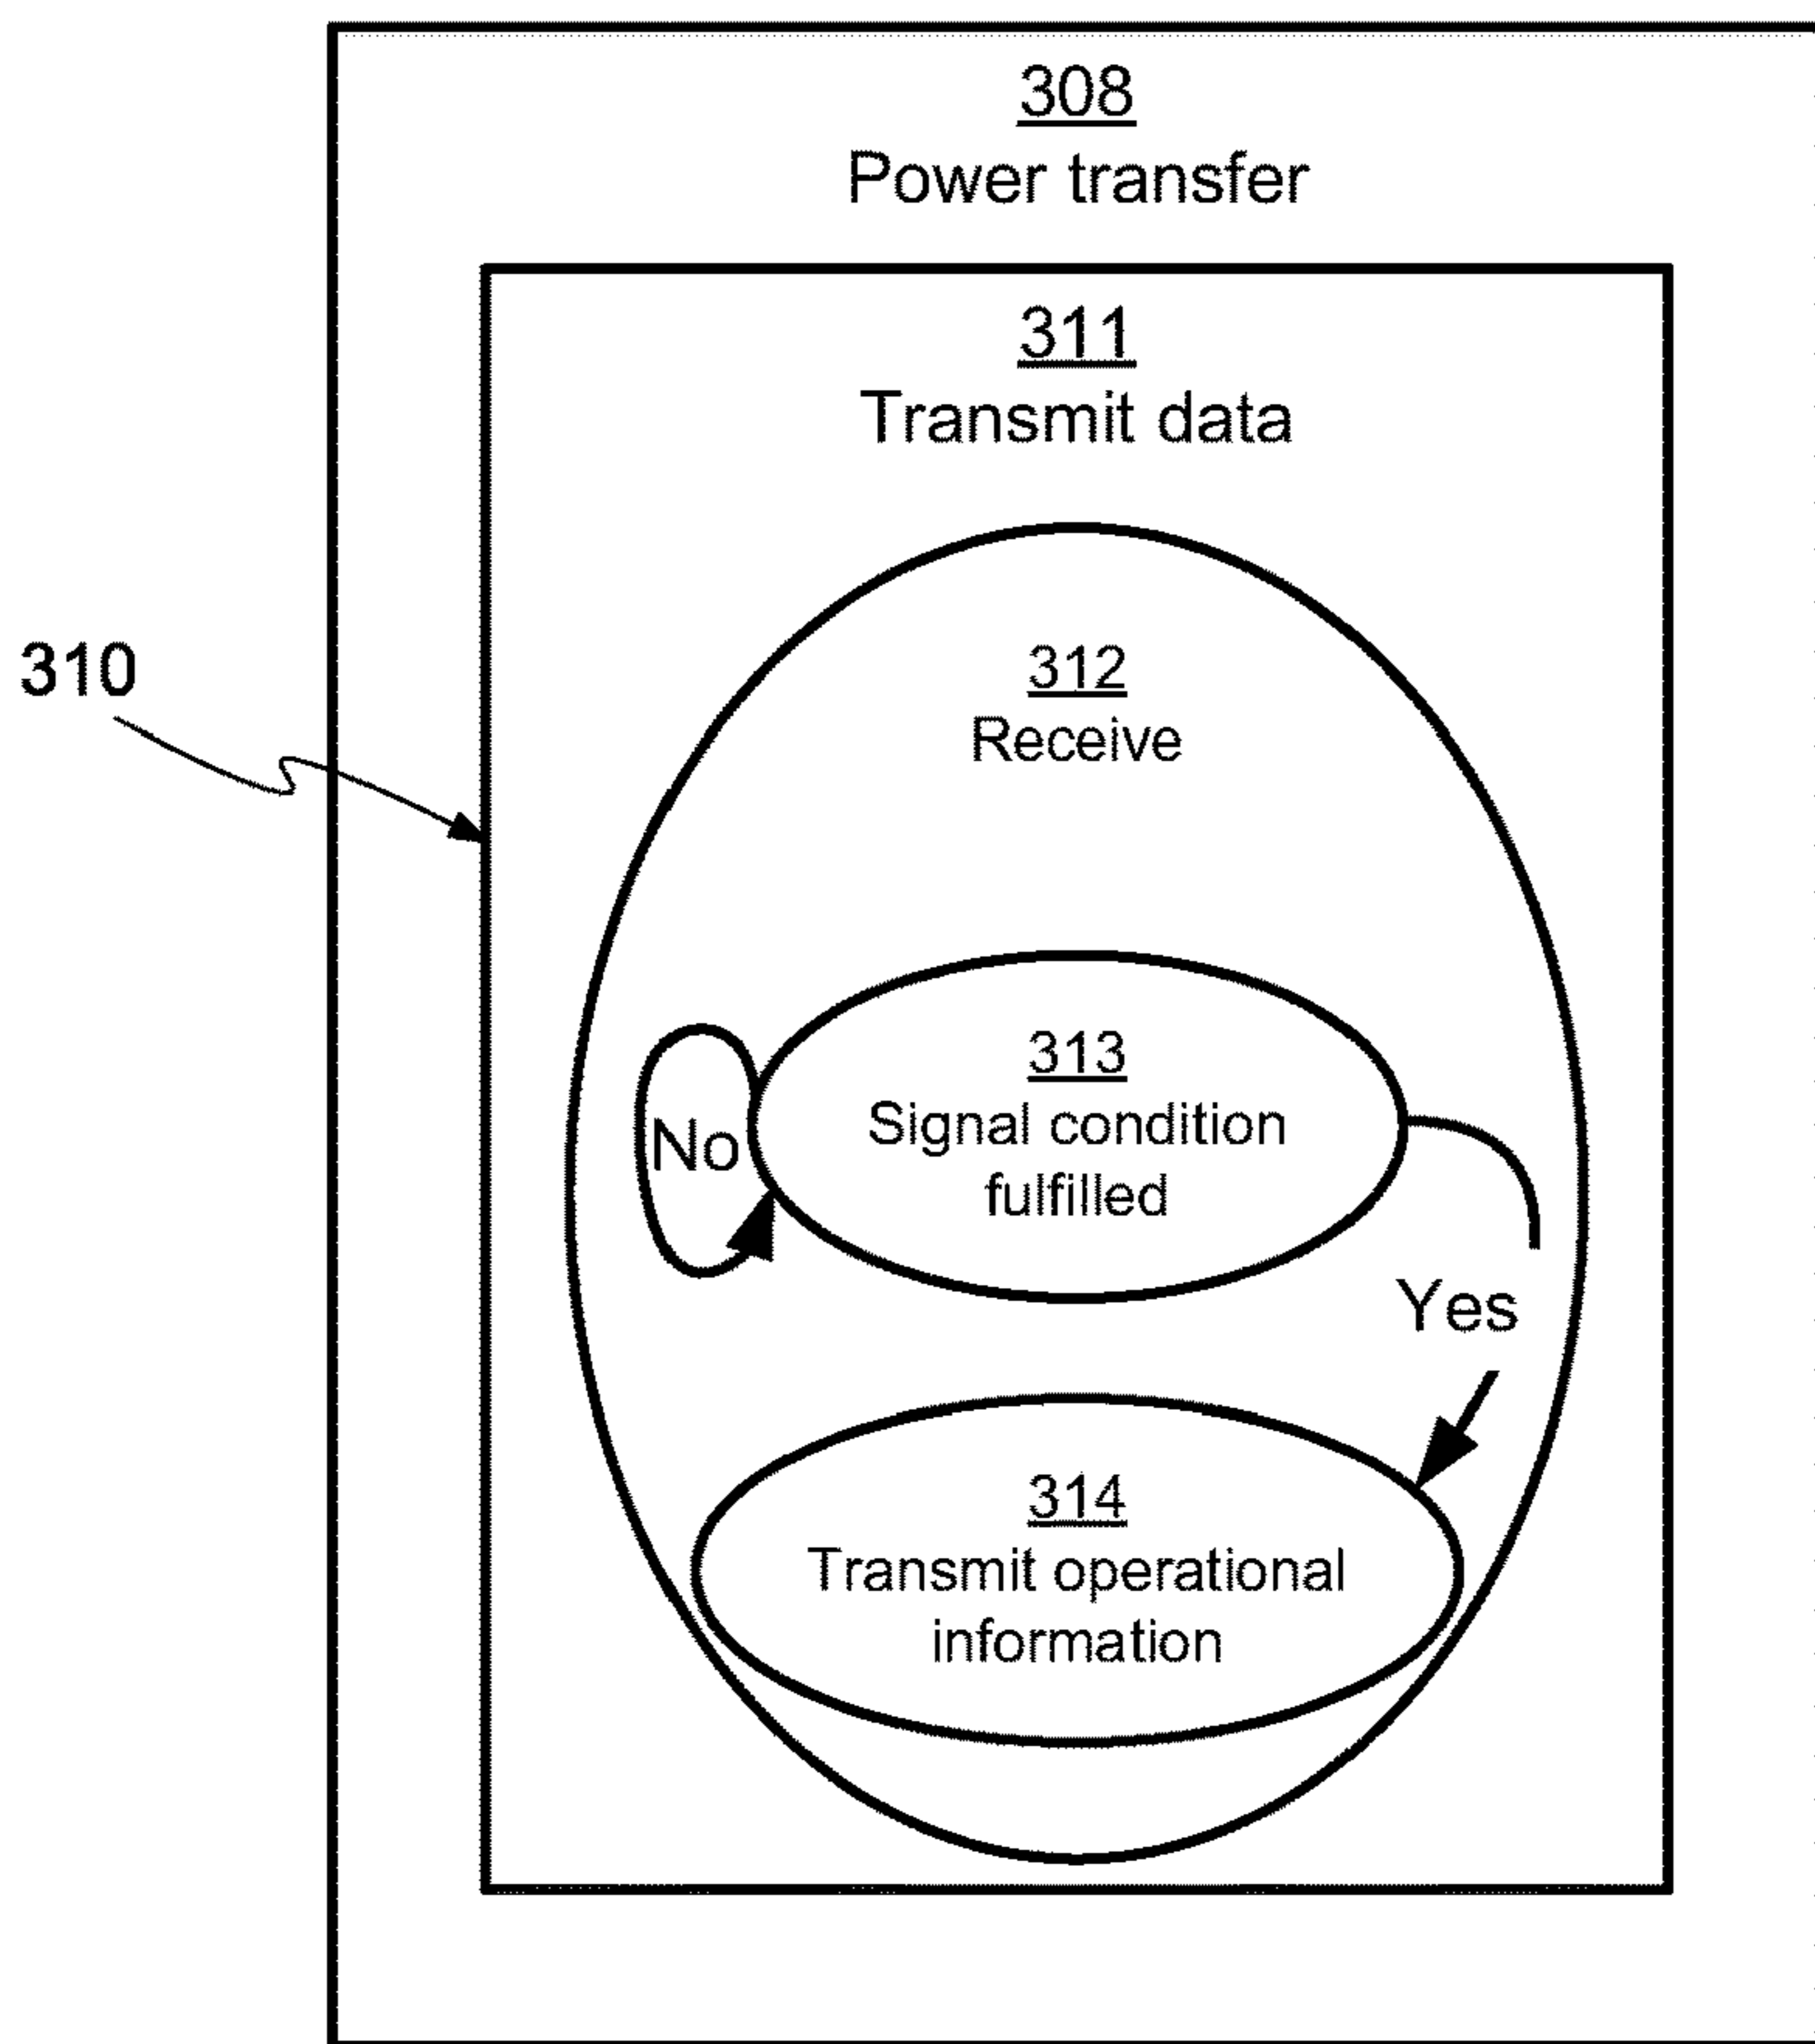 308
Power transfer
311
Transmit data
310
312
Receive
313
Signal condition
fulfilled
No
Yes
314
Transmit operational
information